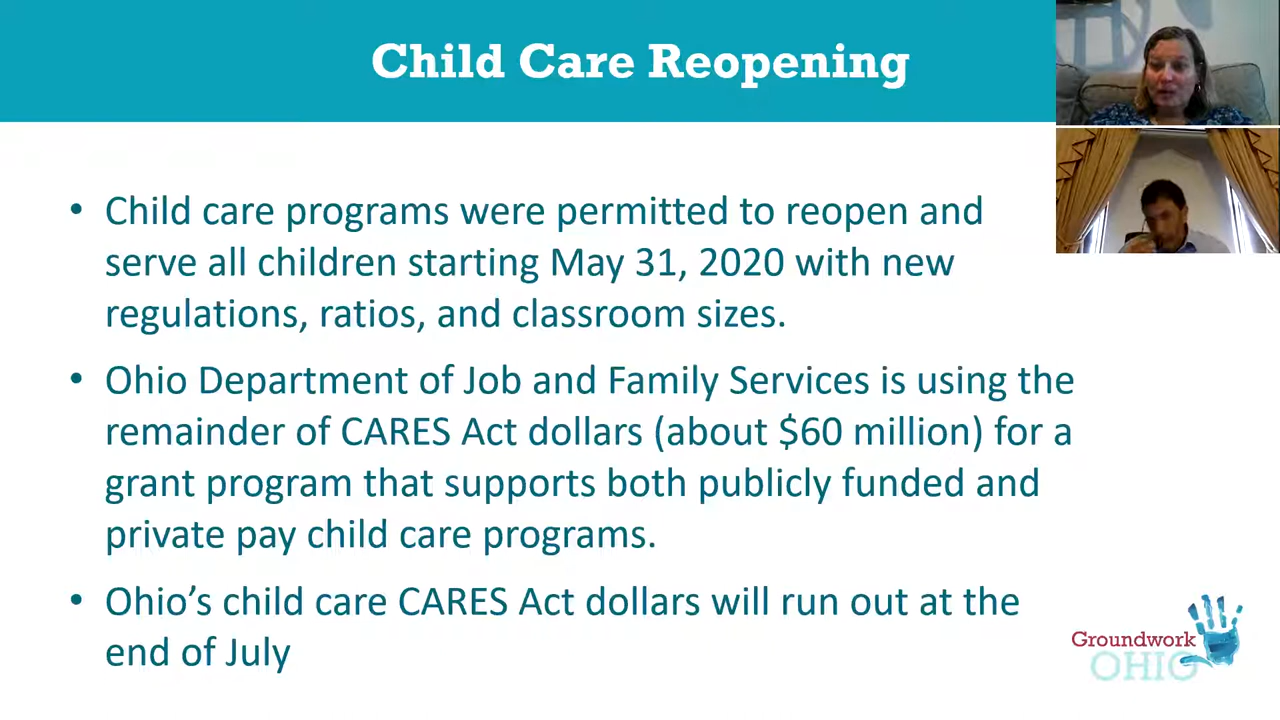 Child Care Reopening
• Child care programs were permitted to reopen and
serve all children starting May 31, 2020 with new
regulations, ratios, and classroom sizes.
• Ohio Department of Job and Family Services is using the
remainder of CARES Act dollars (about $60 million) for a
grant program that supports both publicly funded and
private pay child care programs.
• Ohio’s child care CARES Act dollars will run out at the
end of July
Groundwork
OHIO